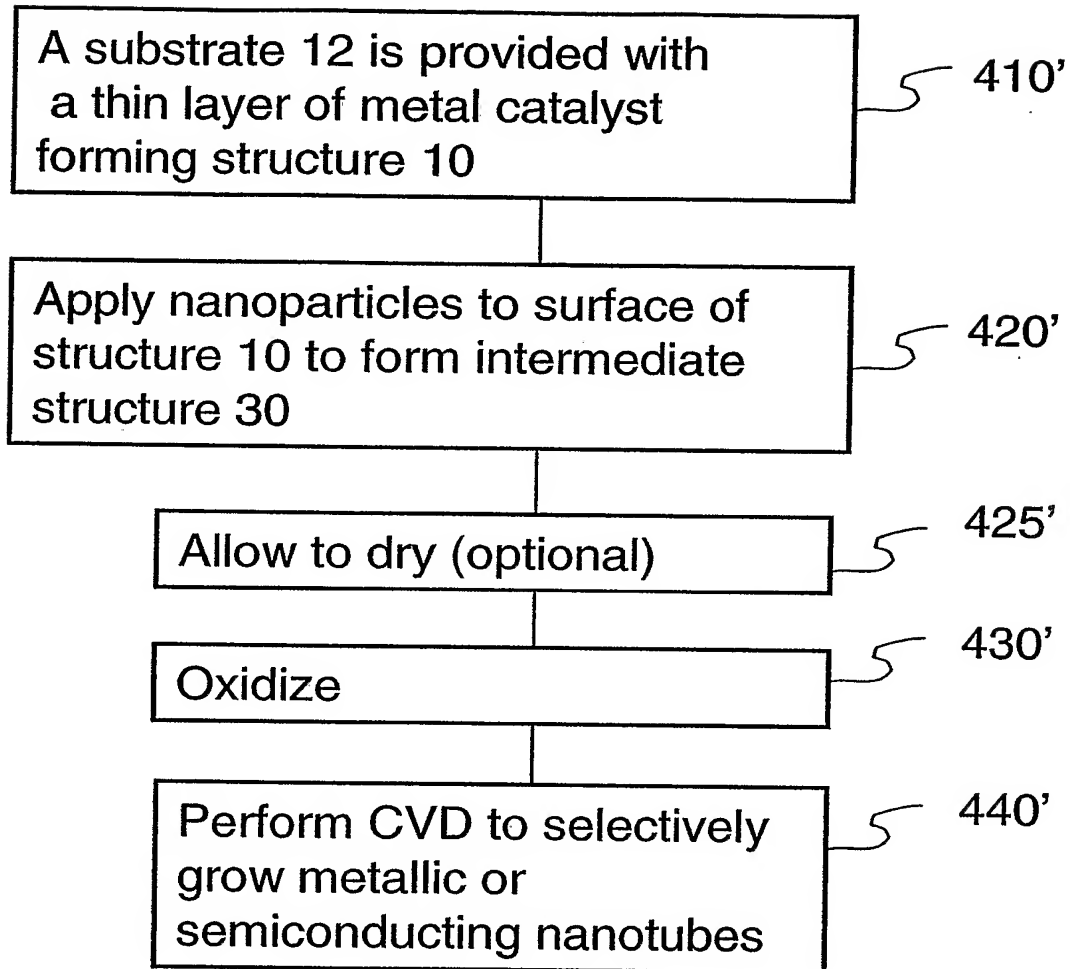 A substrate 12 is provided with
a thin layer of metal catalyst
forming structure 10
410'
Apply nanoparticles to surface of
structure 10 to form intermediate
structure 30
420'
Allow to dry (optional)
425'
Oxidize
430'
Perform CVD to selectively
grow metallic or
semiconducting nanotubes
440'